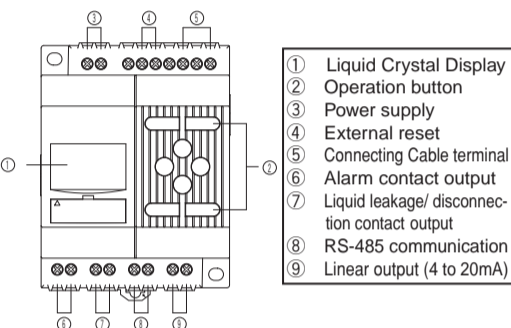 ③ ④ ⑤
①
②
⑥ ⑦ ⑧ ⑨
① Liquid Crystal Display
② Operation button
③ Power supply
④ External reset
⑤ Connecting Cable terminal
⑥ Alarm contact output
⑦ Liquid leakage/ disconnec-
tion contact output
⑧ RS-485 communication
⑨ Linear output (4 to 20mA)